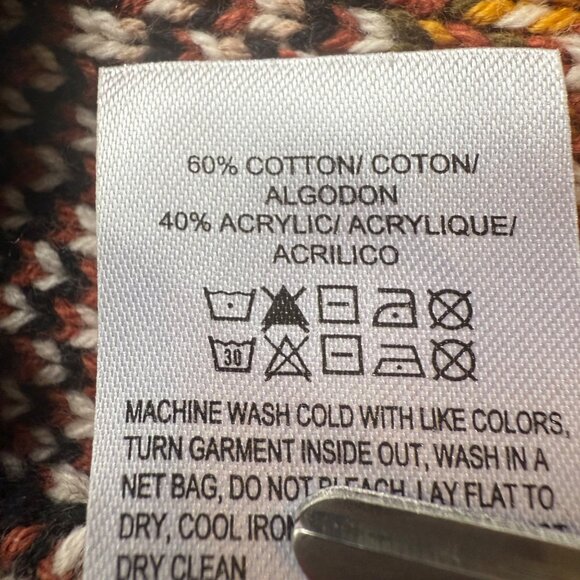 60% COTTON/ COTON/
ALGODON
40% ACRYLIC/ ACRYLIQUE/
ACRILICO
30
MACHINE WASH COLD WITH LIKE COLORS,
TURN GARMENT INSIDE OUT, WASH IN A
NET BAG, DO NOT BLEACH, LAY FLAT TO
DRY, COOL IRON
DRY CLEAN